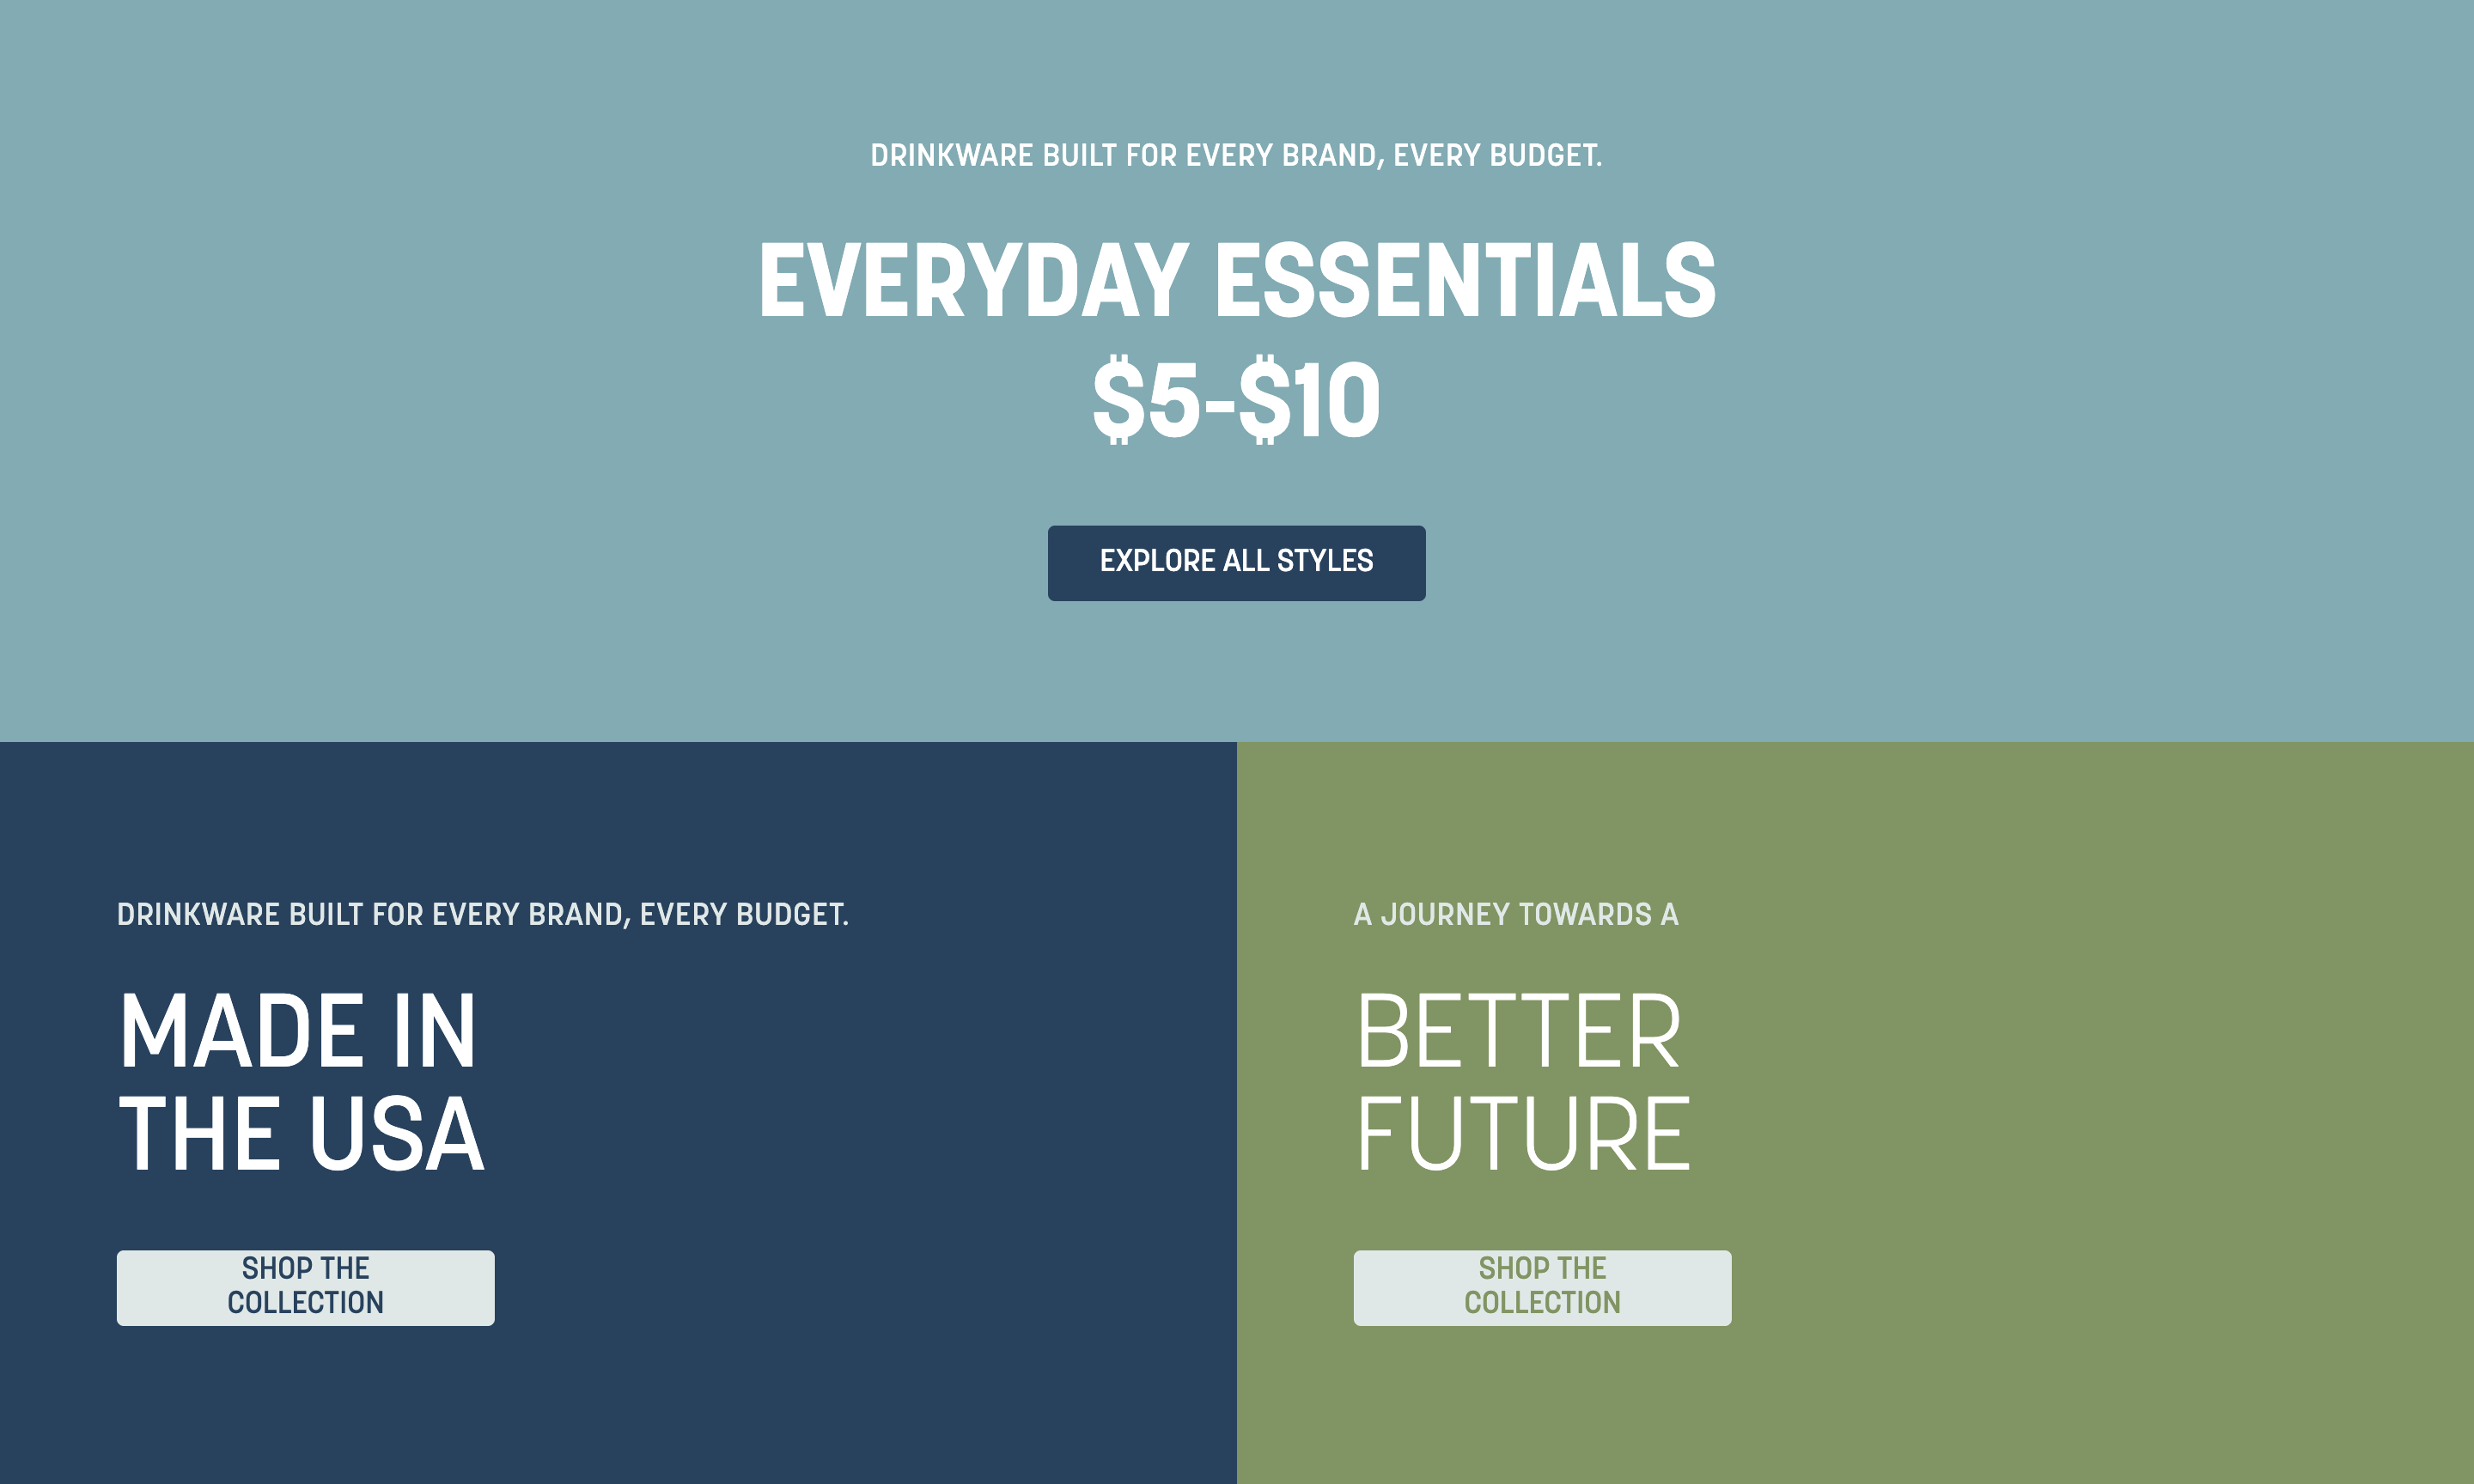 DRINKWARE BUILT FOR EVERY BRAND, EVERY BUDGET.
EVERYDAY ESSENTIALS
$5-$10
EXPLORE ALL STYLES
DRINKWARE BUILT FOR EVERY BRAND, EVERY BUDGET.
MADE IN
THE USA
SHOP THE
COLLECTION
A JOURNEY TOWARDS A
BETTER
FUTURE
SHOP THE
COLLECTION